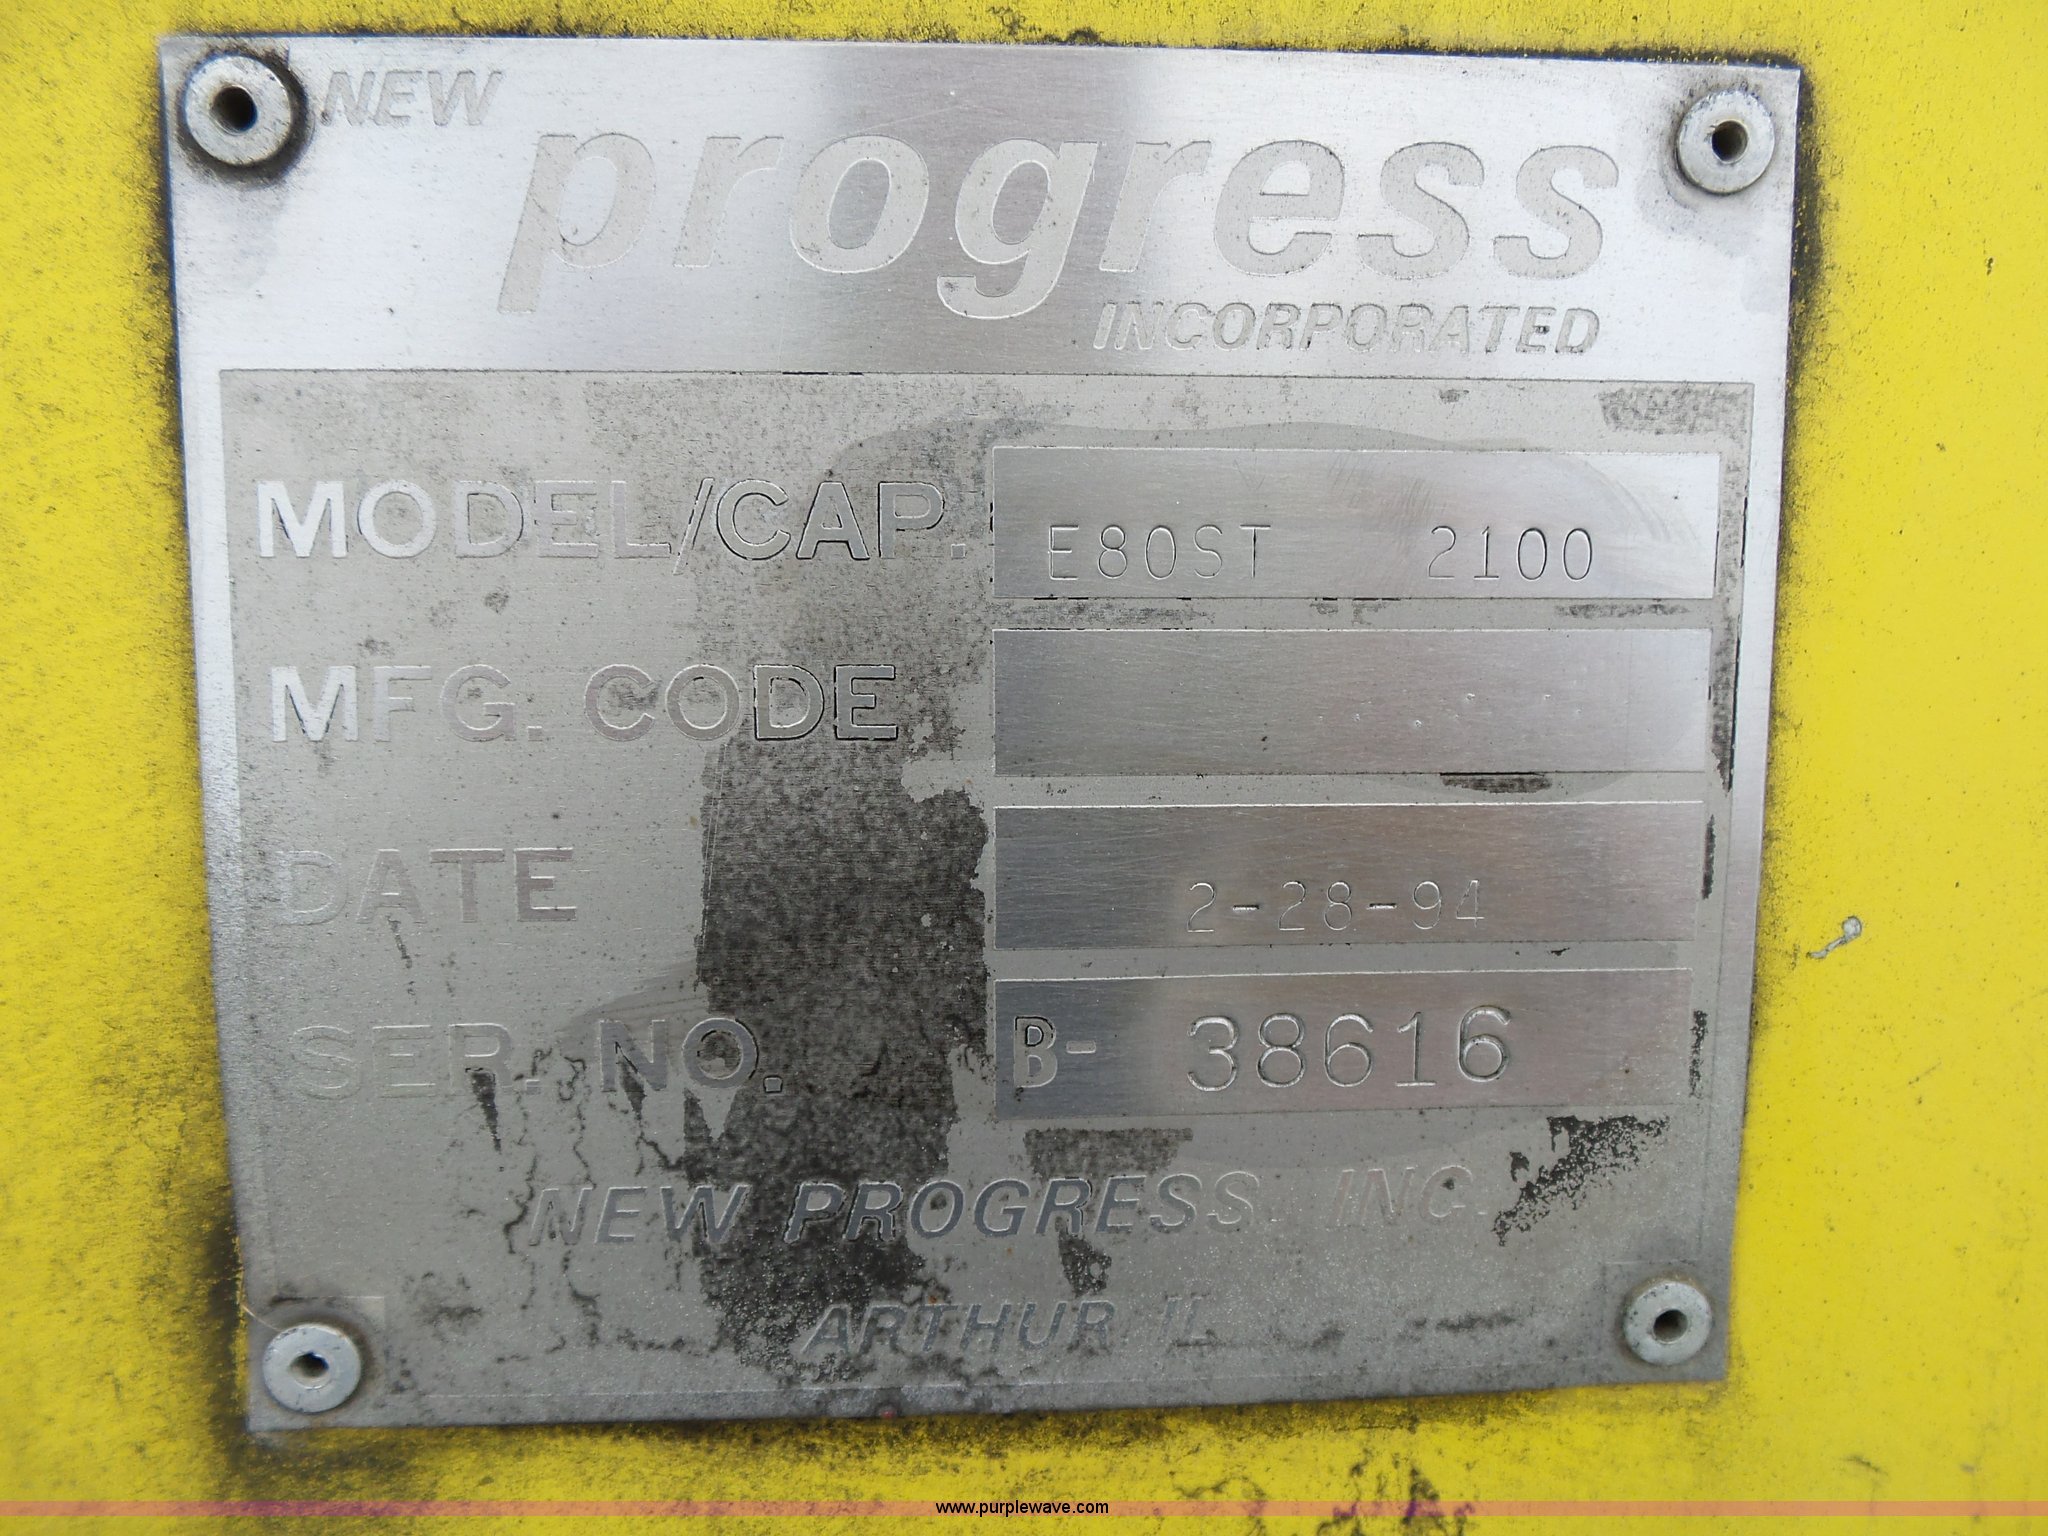 NEW
progress
INCORPORATED
MODEL/CAP. E80ST 2100
MFG. CODE
DATE 2-28-94
SER. NO. B- 38616
NEW PROGRESS, INC.
ARTHUR, IL
www.purplewave.com